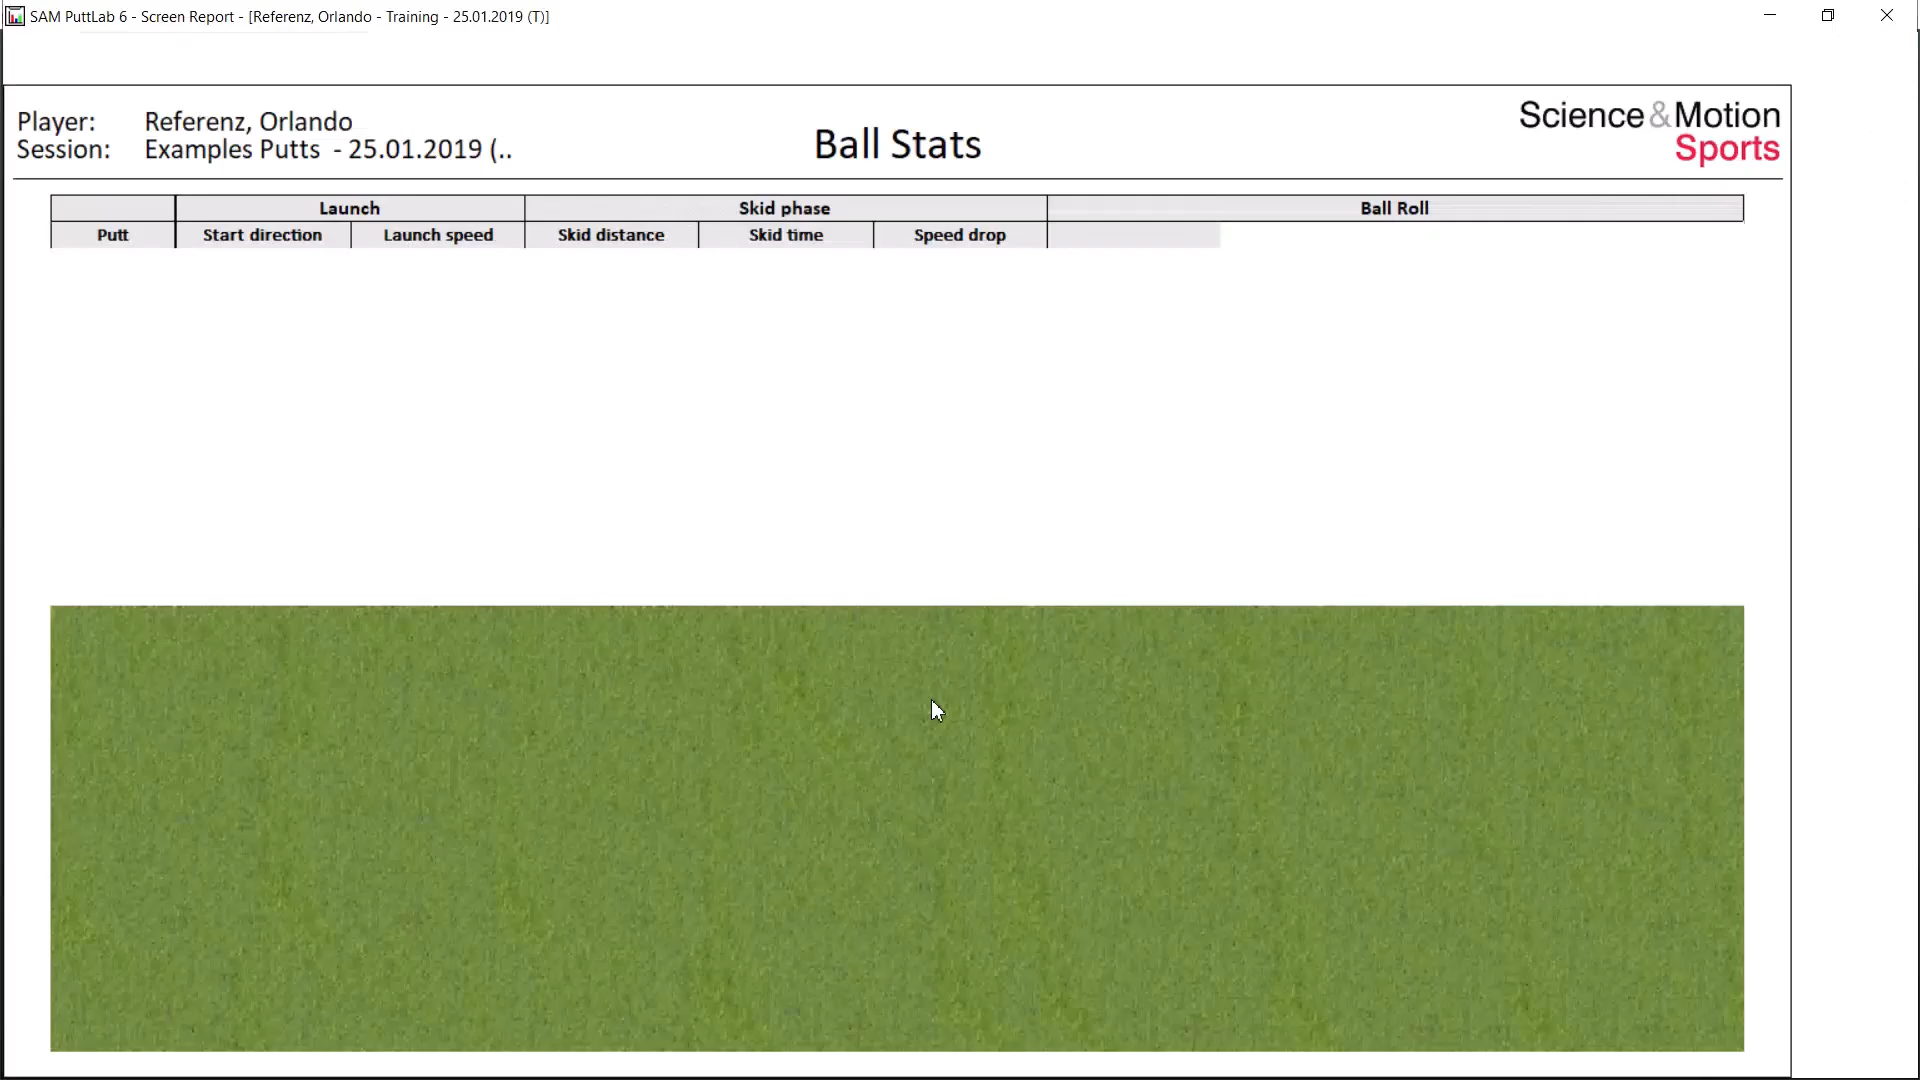 SAM PuttLab 6 - Screen Report - [Referenz, Orlando - Training - 25.01.2019 (T)]
Player: Referenz, Orlando
Session: Examples Putts - 25.01.2019 (..
Ball Stats
Science&Motion
Sports
Launch Skid phase Ball Roll
Putt Start direction Launch speed Skid distance Skid time Speed drop